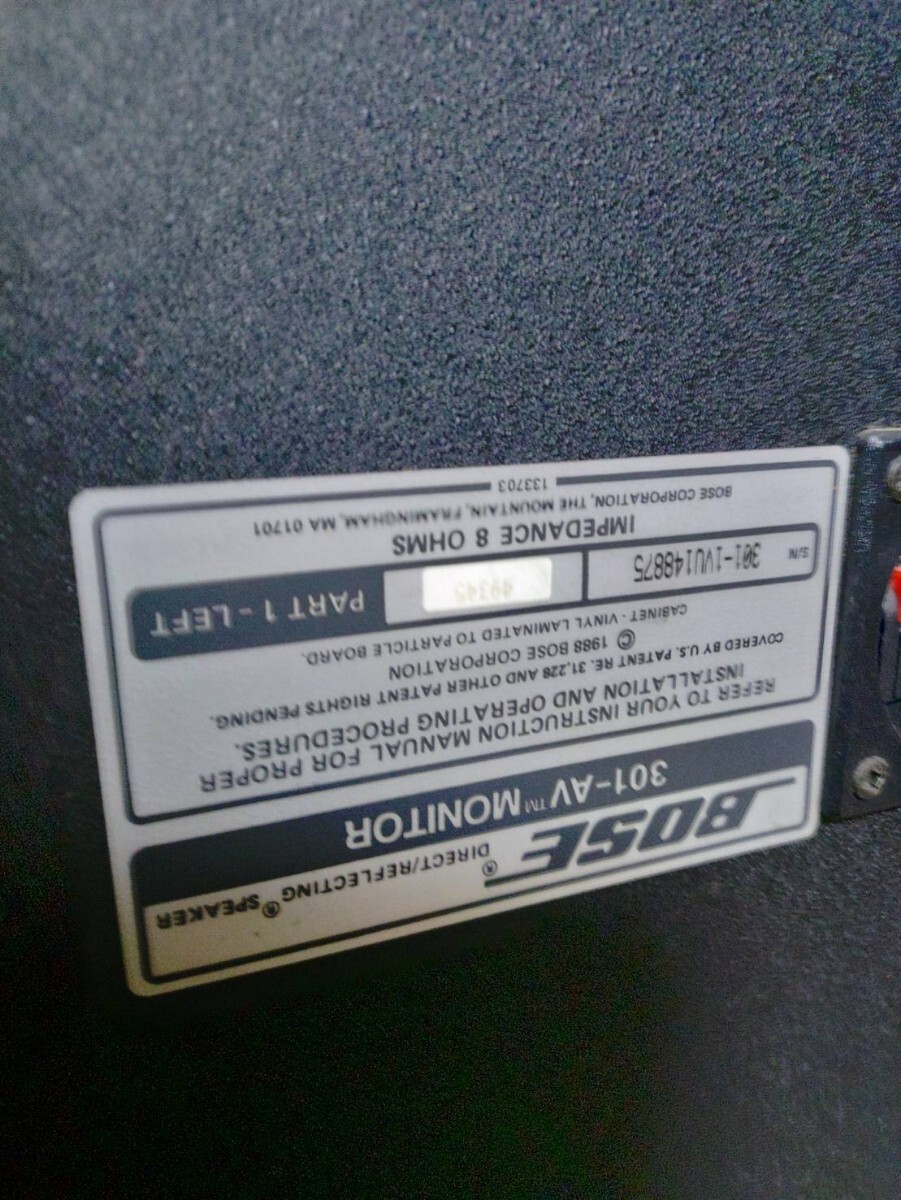 BOSE® DIRECT/REFLECTING® SPEAKER
301-AV™ MONITOR
REFER TO YOUR INSTRUCTION MANUAL FOR PROPER
INSTALLATION AND OPERATING PROCEDURES.
COVERED BY U.S. PATENT RE. 31,228 AND OTHER PATENT RIGHTS PENDING.
© 1988 BOSE CORPORATION
CABINET - VINYL LAMINATED TO PARTICLE BOARD.
S/N 301-1VU148875 49345 PART 1 - LEFT
IMPEDANCE 8 OHMS
BOSE CORPORATION, THE MOUNTAIN, FRAMINGHAM, MA 01701
133703